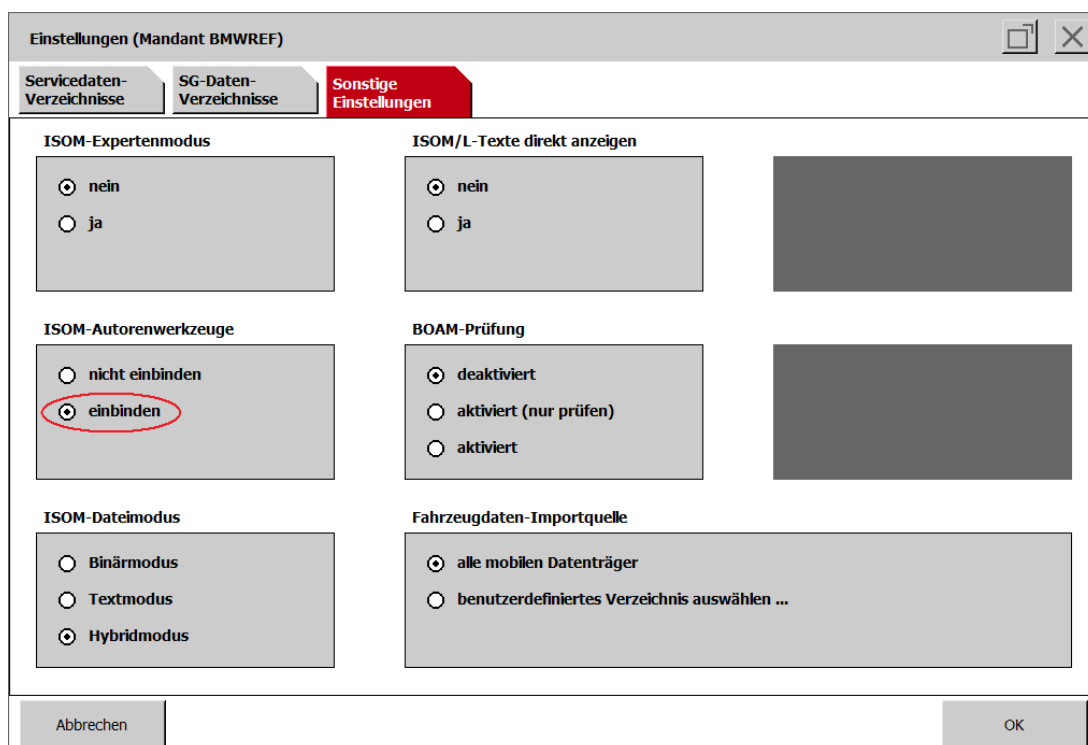 Einstellungen (Mandant BMWREF)
Servicedaten-
Verzeichnisse
SG-Daten-
Verzeichnisse
Sonstige
Einstellungen
ISOM-Expertenmodus
nein
ja
ISOM/L-Texte direkt anzeigen
nein
ja
ISOM-Autorenwerkzeuge
nicht einbinden
einbinden
BOAM-Prüfung
deaktiviert
aktiviert (nur prüfen)
aktiviert
ISOM-Dateimodus
Binärmodus
Textmodus
Hybridmodus
Fahrzeugdaten-Importquelle
alle mobilen Datenträger
benutzerdefiniertes Verzeichnis auswählen ...
Abbrechen
OK